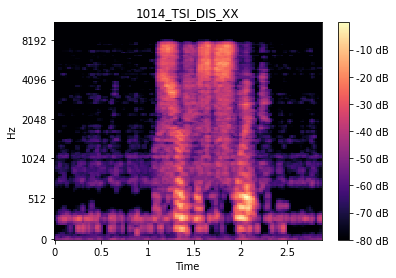 1014_TSI_DIS_XX
8192
4096
2048
1024
512
0
Hz
0
0.5
1
1.5
2
2.5
Time
-10 dB
-20 dB
-30 dB
-40 dB
-50 dB
-60 dB
-70 dB
-80 dB